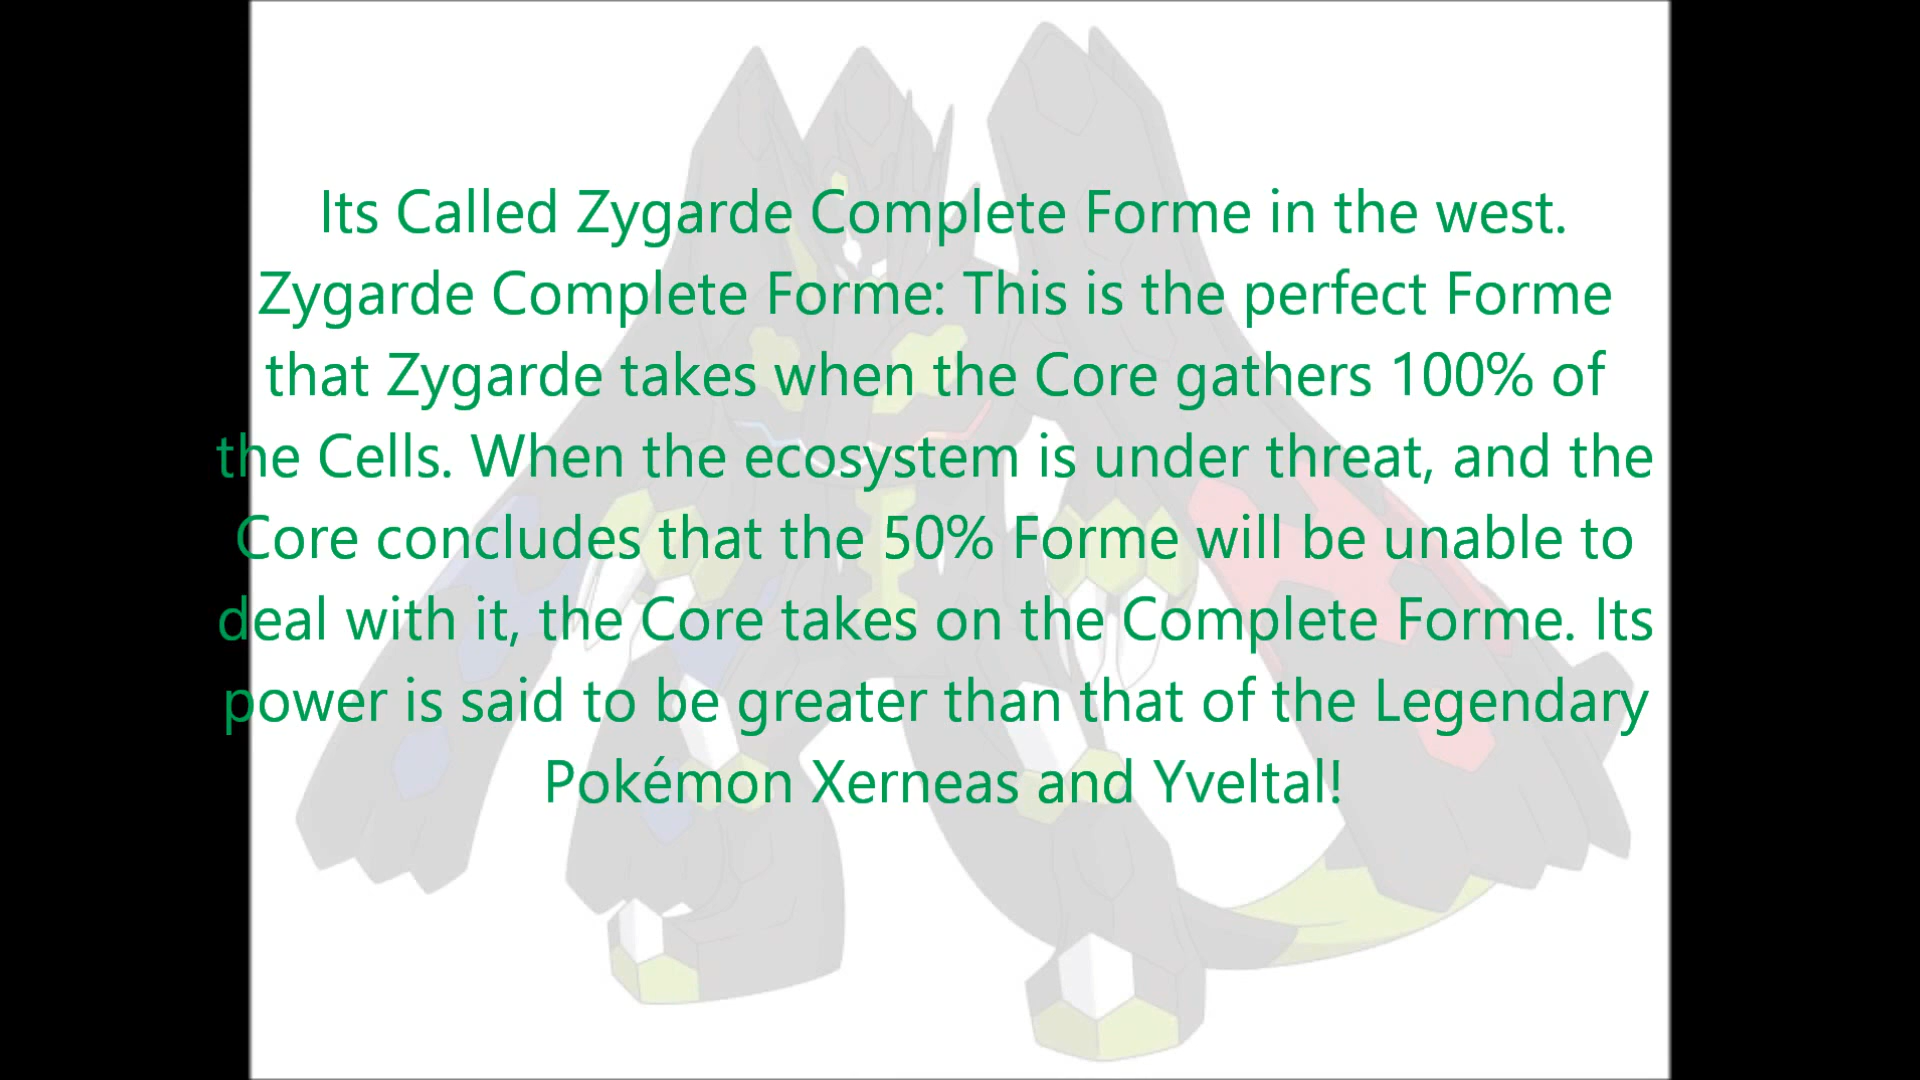 Its Called Zygarde Complete Forme in the west.
Zygarde Complete Forme: This is the perfect Forme
that Zygarde takes when the Core gathers 100% of
the Cells. When the ecosystem is under threat, and the
Core concludes that the 50% Forme will be unable to
deal with it, the Core takes on the Complete Forme. Its
power is said to be greater than that of the Legendary
Pokémon Xerneas and Yveltal!